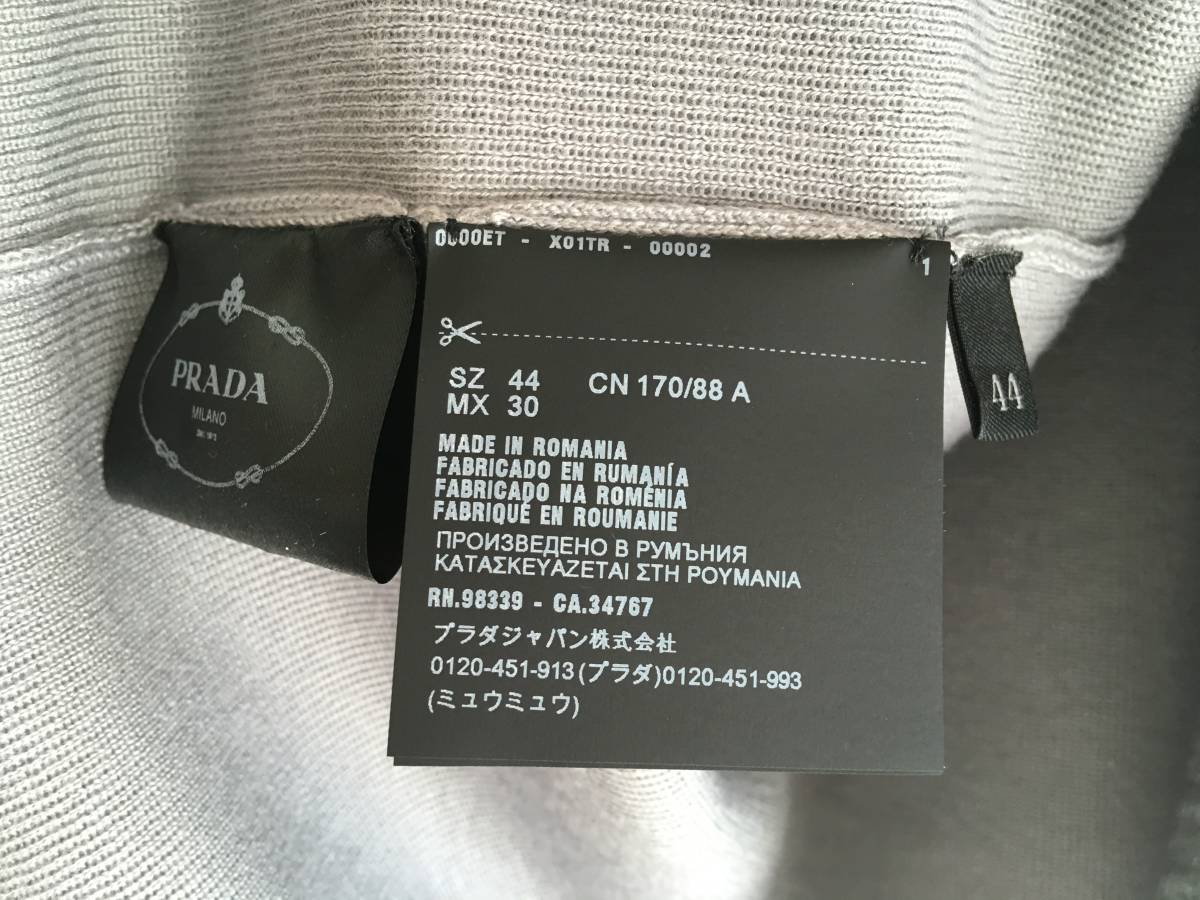 PRADA
MILANO
0000ET - X01TR - 00002
1
SZ 44 CN 170/88 A
MX 30
MADE IN ROMANIA
FABRICADO EN RUMANÍA
FABRICADO NA ROMÉNIA
FABRIQUÉ EN ROUMANIE
ПРОИЗВЕДЕНО В РУМЪНИЯ
ΚΑΤΑΣΚΕΥΑΖΕΤΑΙ ΣΤΗ ΡΟΥΜΑΝΙΑ
RN.98339 - CA.34767
プラダジャパン株式会社
0120-451-913(プラダ)0120-451-993
(ミュウミュウ)
44